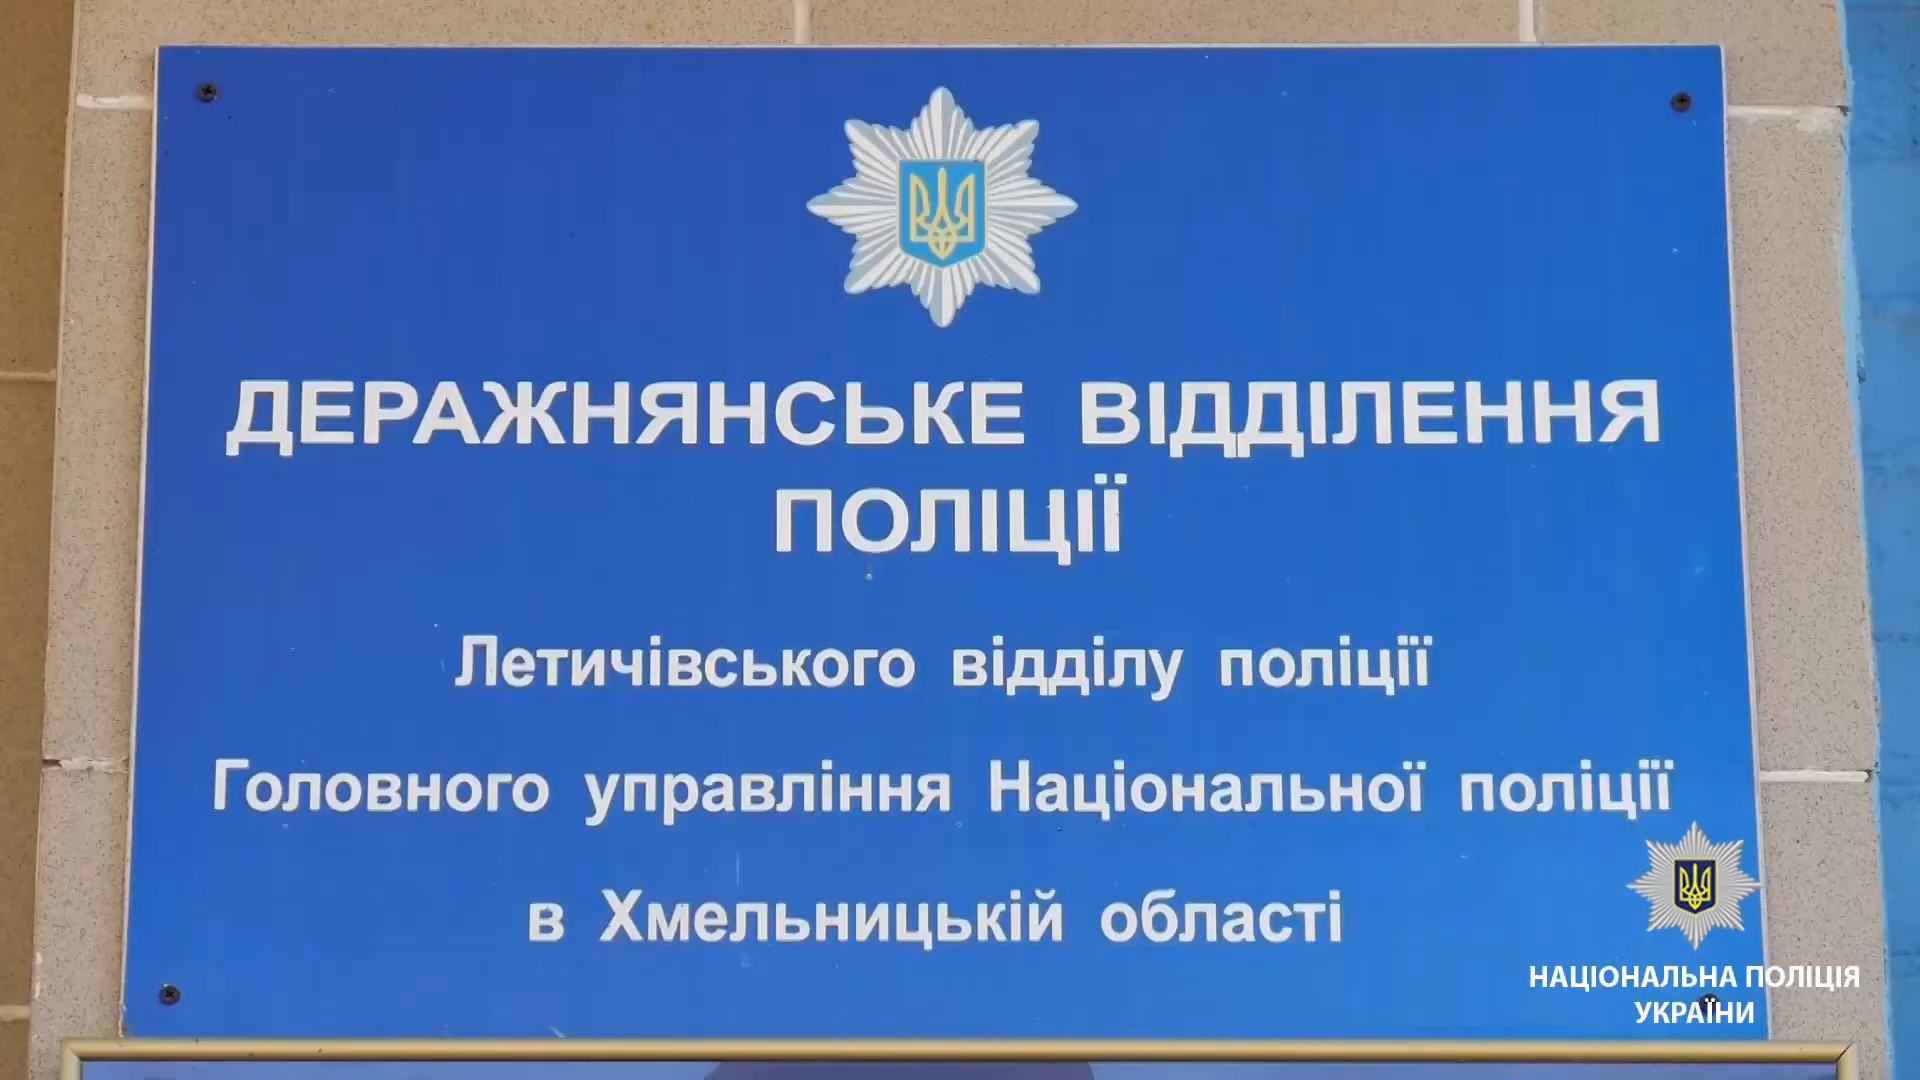 ДЕРАЖНЯНСЬКЕ ВІДДІЛЕННЯ
ПОЛІЦІЇ
Летичівського відділу поліції
Головного управління Національної поліції
в Хмельницькій області
НАЦІОНАЛЬНА ПОЛІЦІЯ
УКРАЇНИ